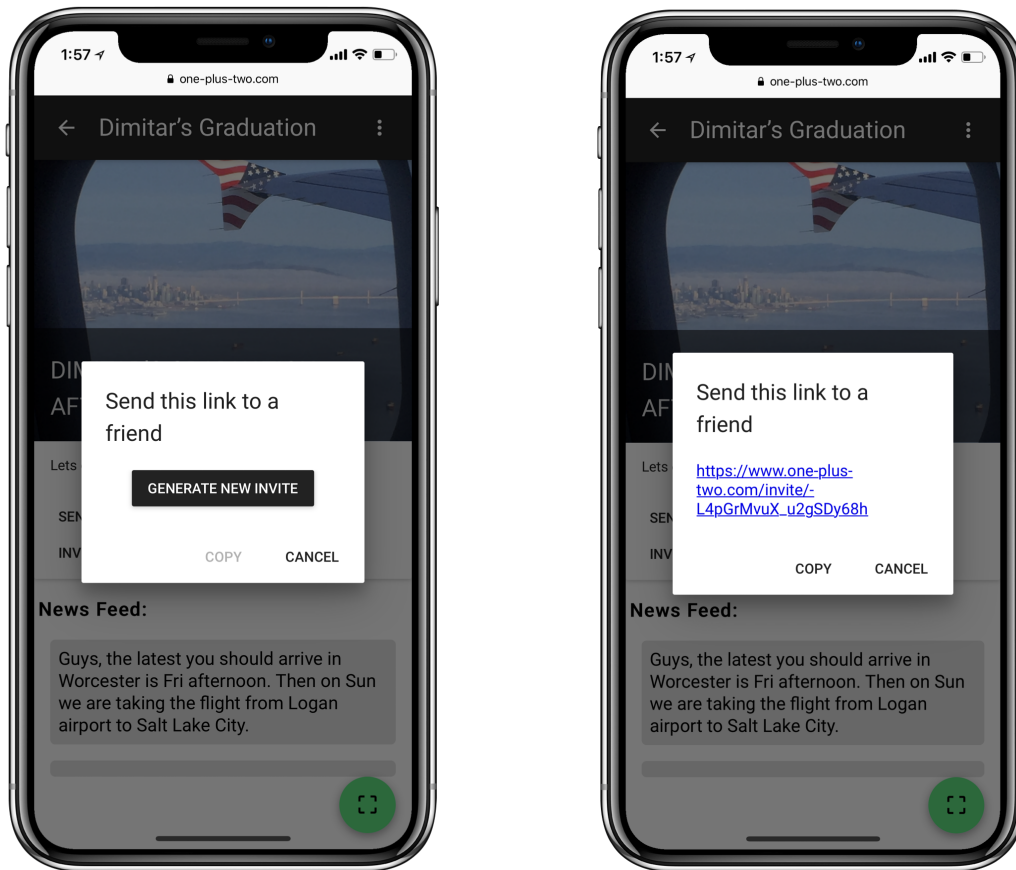 1:57
one-plus-two.com
Dimitar's Graduation
DIM
AF
Send this link to a
friend
Lets
GENERATE NEW INVITE
SEN
INV
COPY CANCEL
News Feed:
Guys, the latest you should arrive in
Worcester is Fri afternoon. Then on Sun
we are taking the flight from Logan
airport to Salt Lake City.
1:57
one-plus-two.com
Dimitar's Graduation
DIM
AF
Send this link to a
friend
Lets
https://www.one-plus-
two.com/invite/-
L4pGrMvuX_u2gSDy68h
SEN
INV
COPY CANCEL
News Feed:
Guys, the latest you should arrive in
Worcester is Fri afternoon. Then on Sun
we are taking the flight from Logan
airport to Salt Lake City.